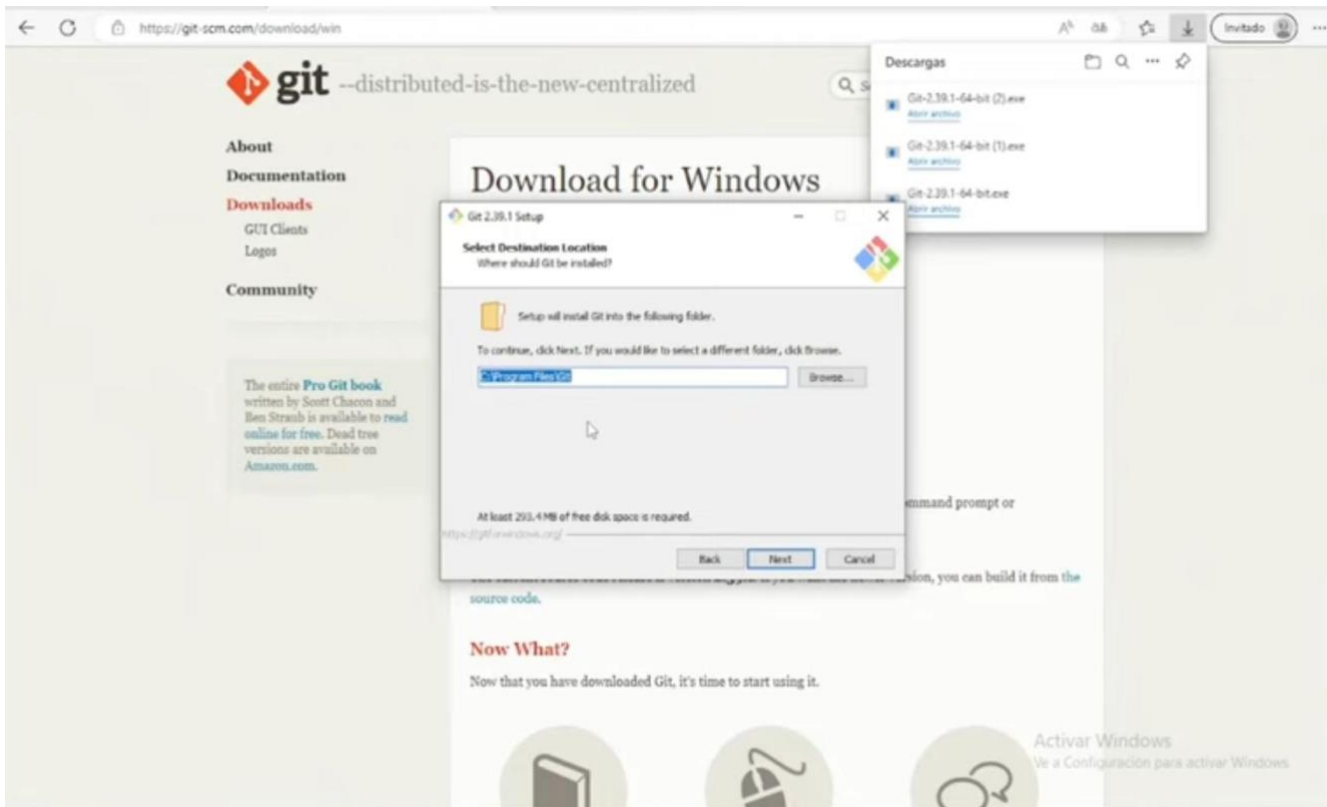 https://git-scm.com/download/win
Invitado
git --distributed-is-the-new-centralized
Descargas
Git-2.39.1-64-bit (2).exe
Abrir archivo
Git-2.39.1-64-bit (1).exe
Abrir archivo
Git-2.39.1-64-bit.exe
Abrir archivo
About
Documentation
Downloads
GUI Clients
Logos
Community
The entire Pro Git book
written by Scott Chacon and
Ben Straub is available to read
online for free. Dead tree
versions are available on
Amazon.com.
Download for Windows
Git 2.39.1 Setup
Select Destination Location
Where should Git be installed?
Setup will install Git into the following folder.
To continue, click Next. If you would like to select a different folder, click Browse.
C:\Program Files\Git
Browse...
At least 293.4 MB of free disk space is required.
https://gitforwindows.org/
Back
Next
Cancel
command prompt or
version, you can build it from the
source code.
Now What?
Now that you have downloaded Git, it's time to start using it.
Activar Windows
Ve a Configuración para activar Windows